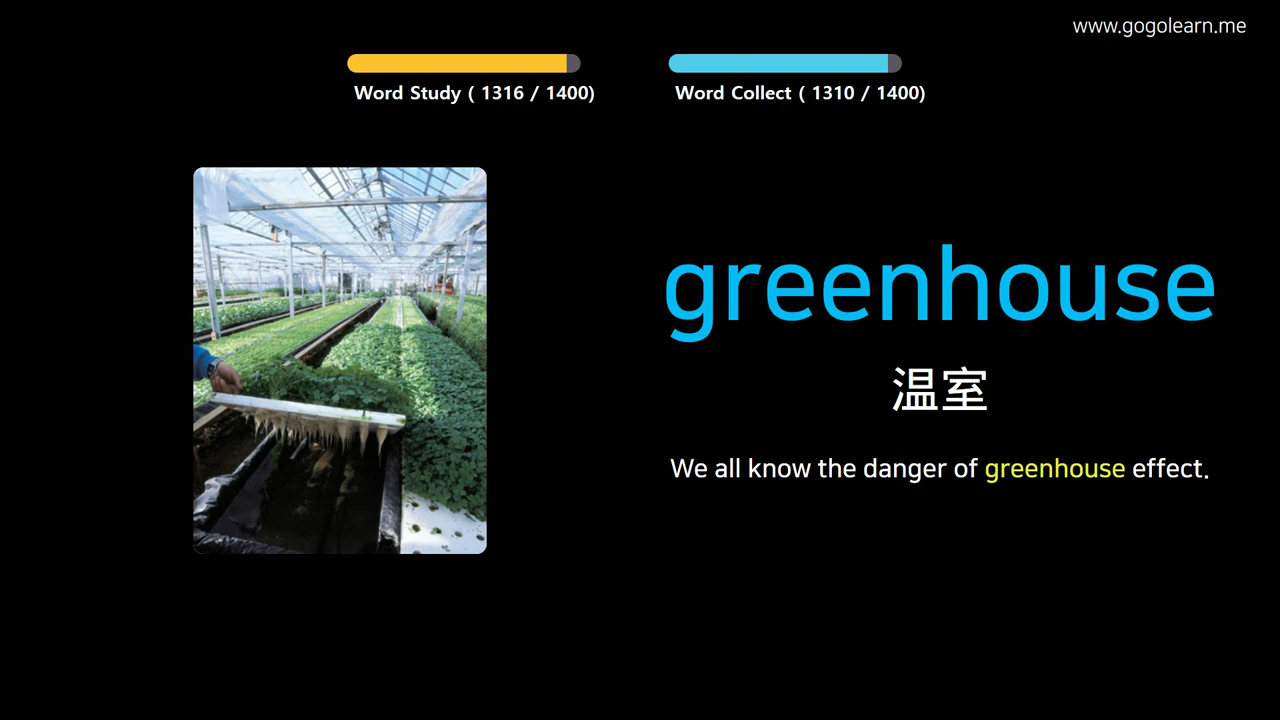 www.gogolearn.me
Word Study ( 1316 / 1400)
Word Collect ( 1310 / 1400)
greenhouse
温室
We all know the danger of greenhouse effect.